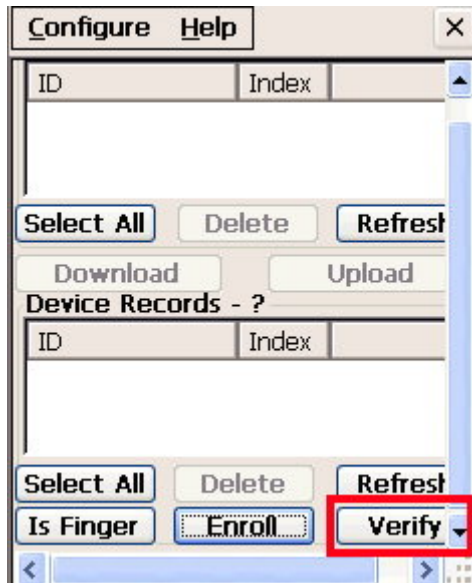 Configure Help
ID Index
Select All Delete Refresh
Download Upload
Device Records - ?
ID Index
Select All Delete Refresh
Is Finger Enroll Verify